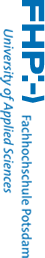 FHP:-) Fachhochschule Potsdam
University of Applied Sciences